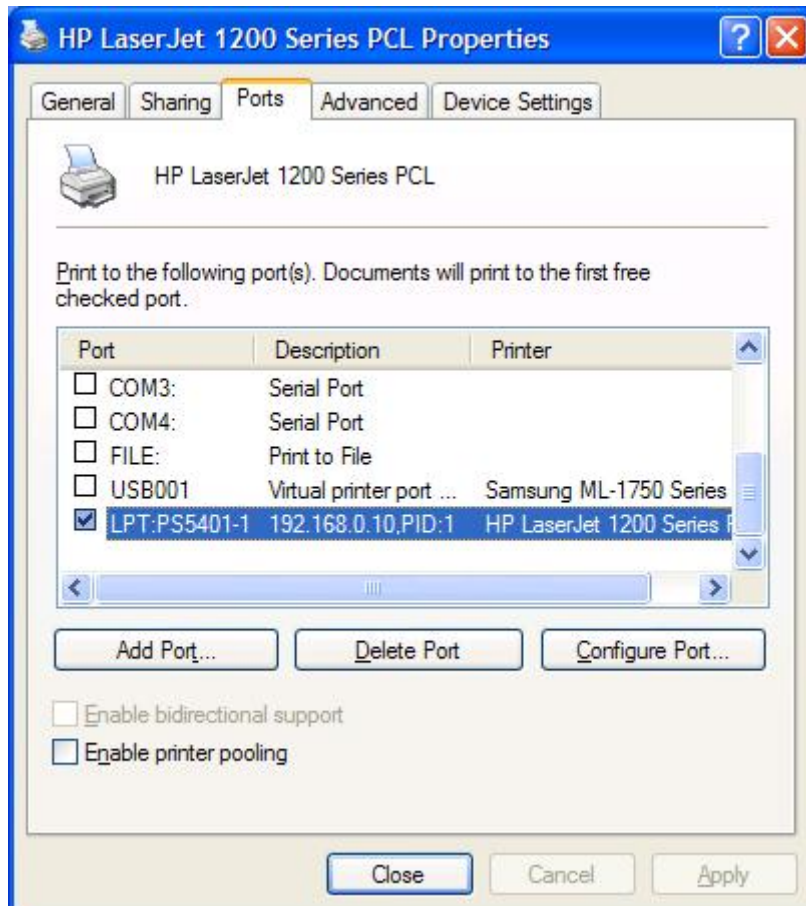 HP LaserJet 1200 Series PCL Properties
General Sharing Ports Advanced Device Settings
HP LaserJet 1200 Series PCL
Print to the following port(s). Documents will print to the first free
checked port.
Port Description Printer
COM3: Serial Port
COM4: Serial Port
FILE: Print to File
USB001 Virtual printer port ... Samsung ML-1750 Series
LPT:PS5401-1 192.168.0.10,PID:1 HP LaserJet 1200 Series
Add Port... Delete Port Configure Port...
Enable bidirectional support
Enable printer pooling
Close Cancel Apply